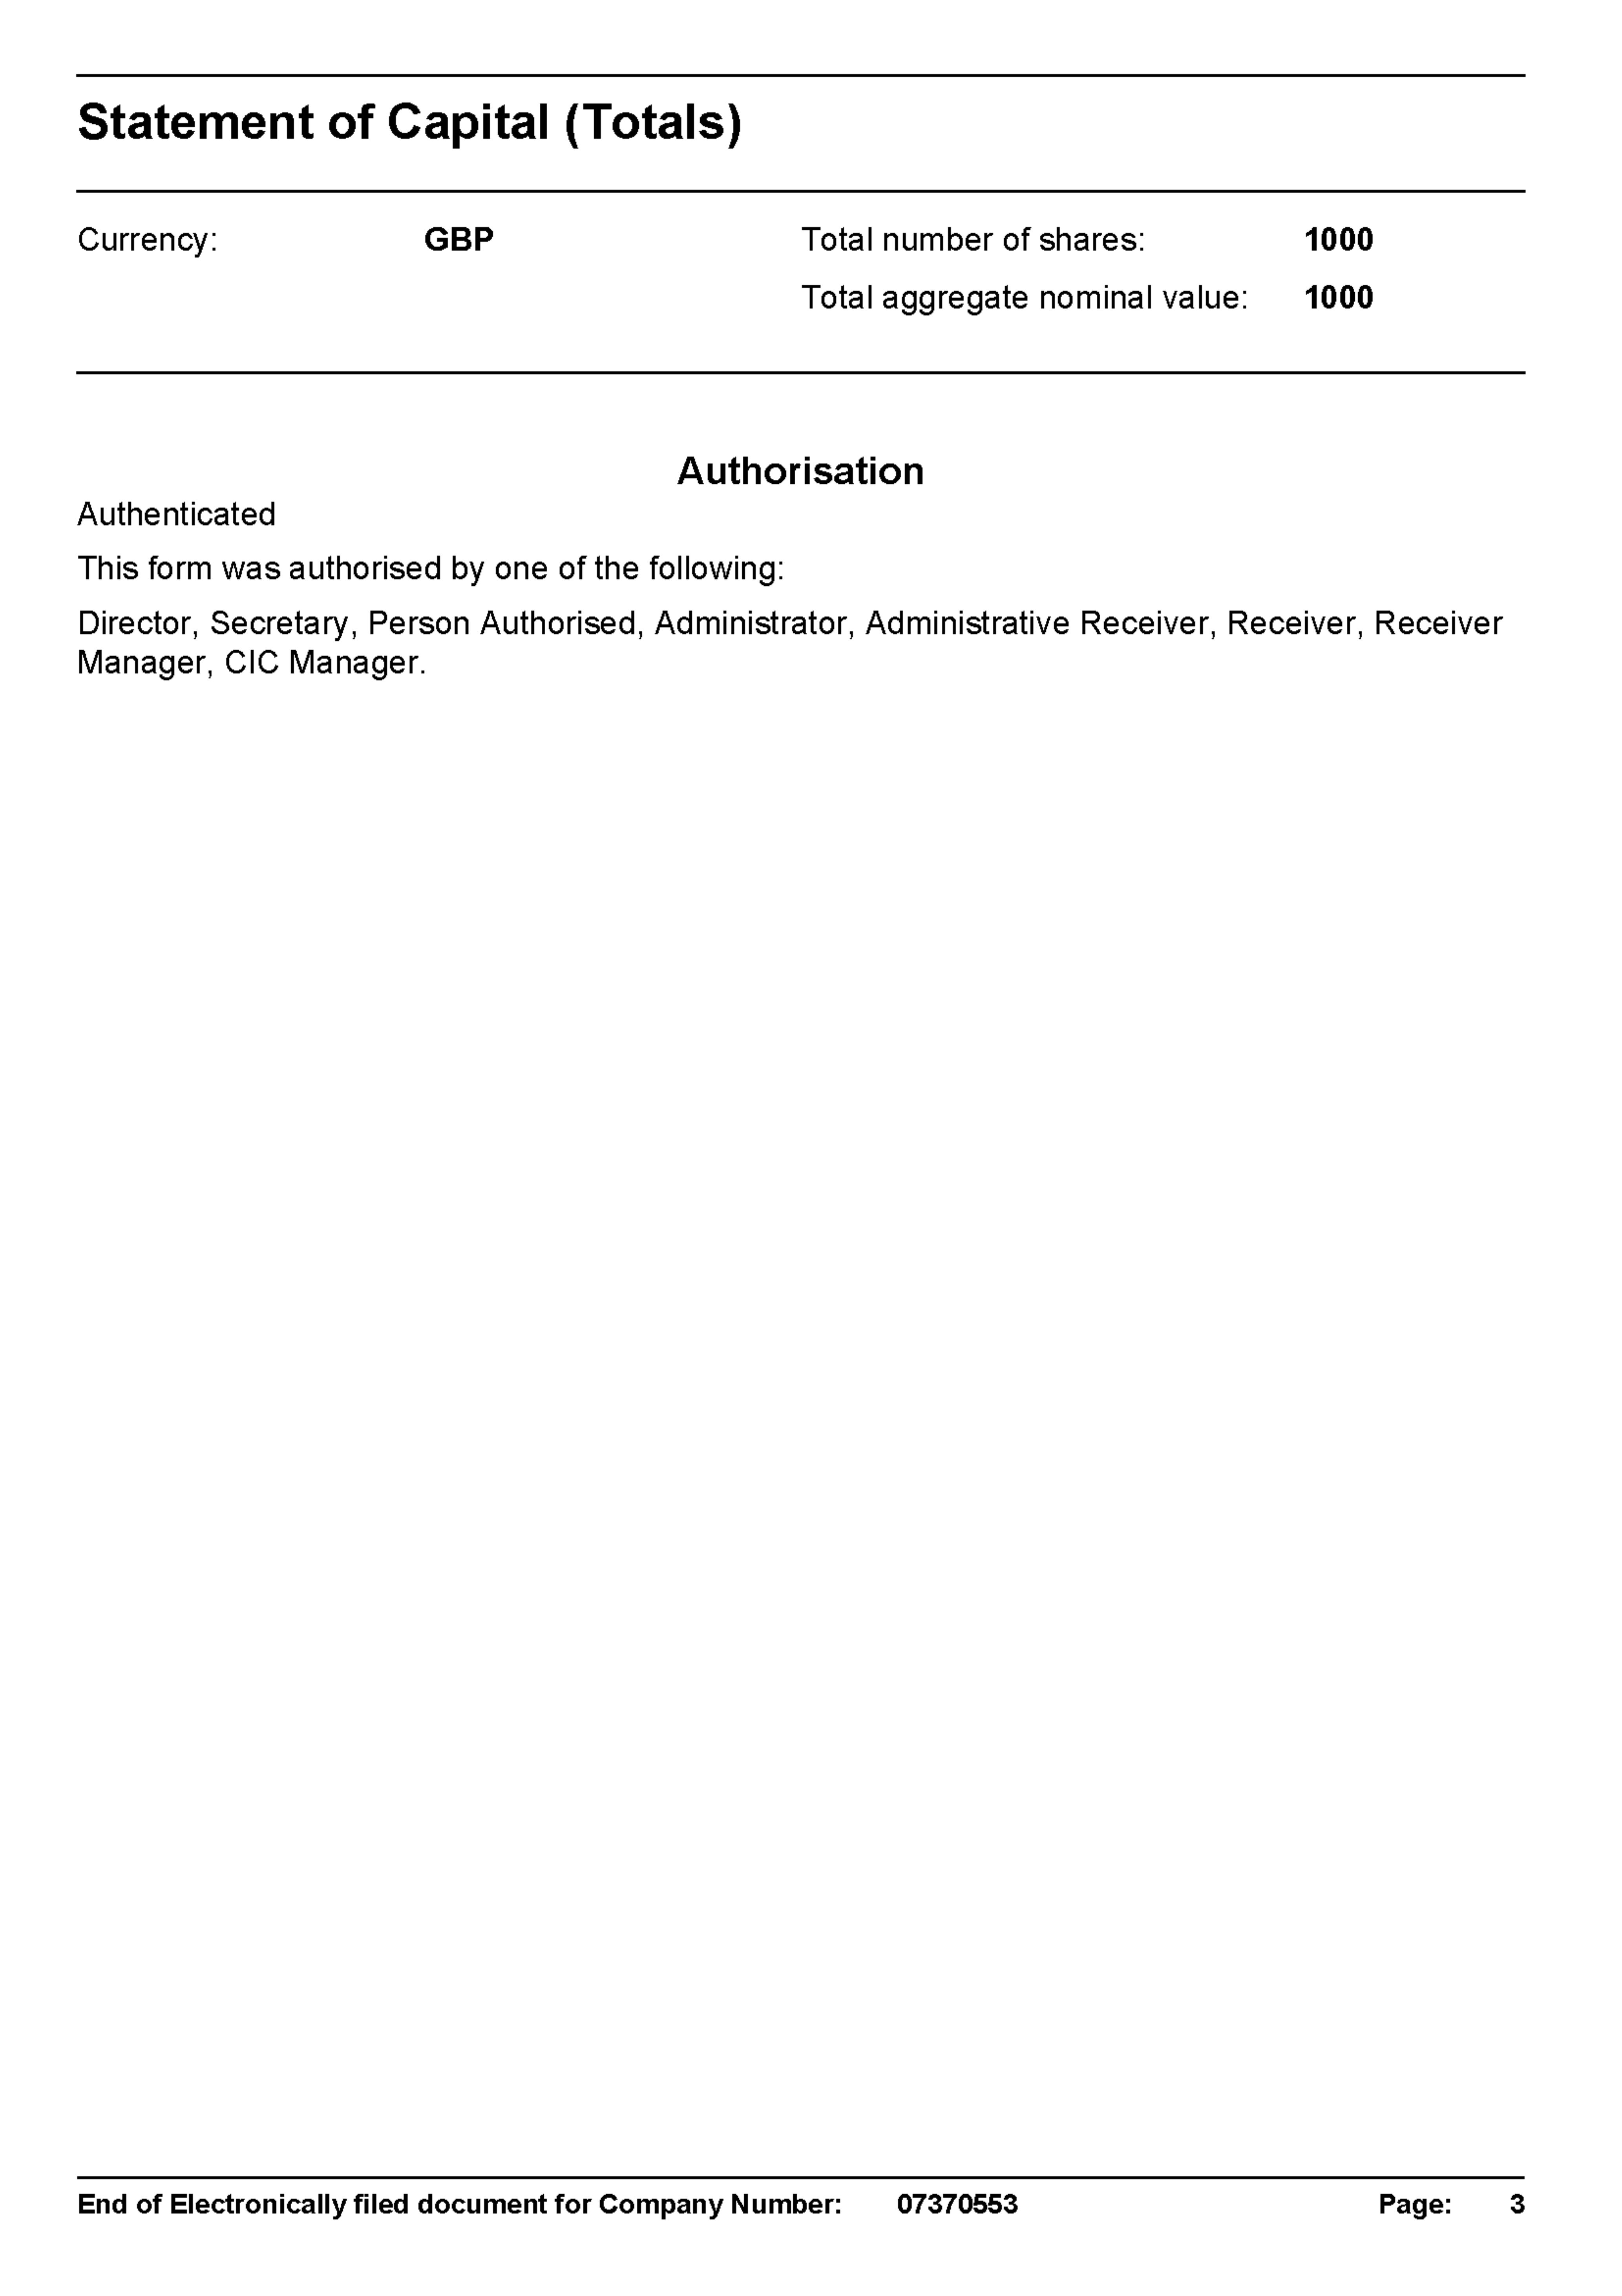 Statement of Capital (Totals)
Currency: GBP Total number of shares: 1000
Total aggregate nominal value: 1000
Authorisation
Authenticated
This form was authorised by one of the following:
Director, Secretary, Person Authorised, Administrator, Administrative Receiver, Receiver, Receiver
Manager, CIC Manager.
End of Electronically filed document for Company Number: 07370553 Page: 3